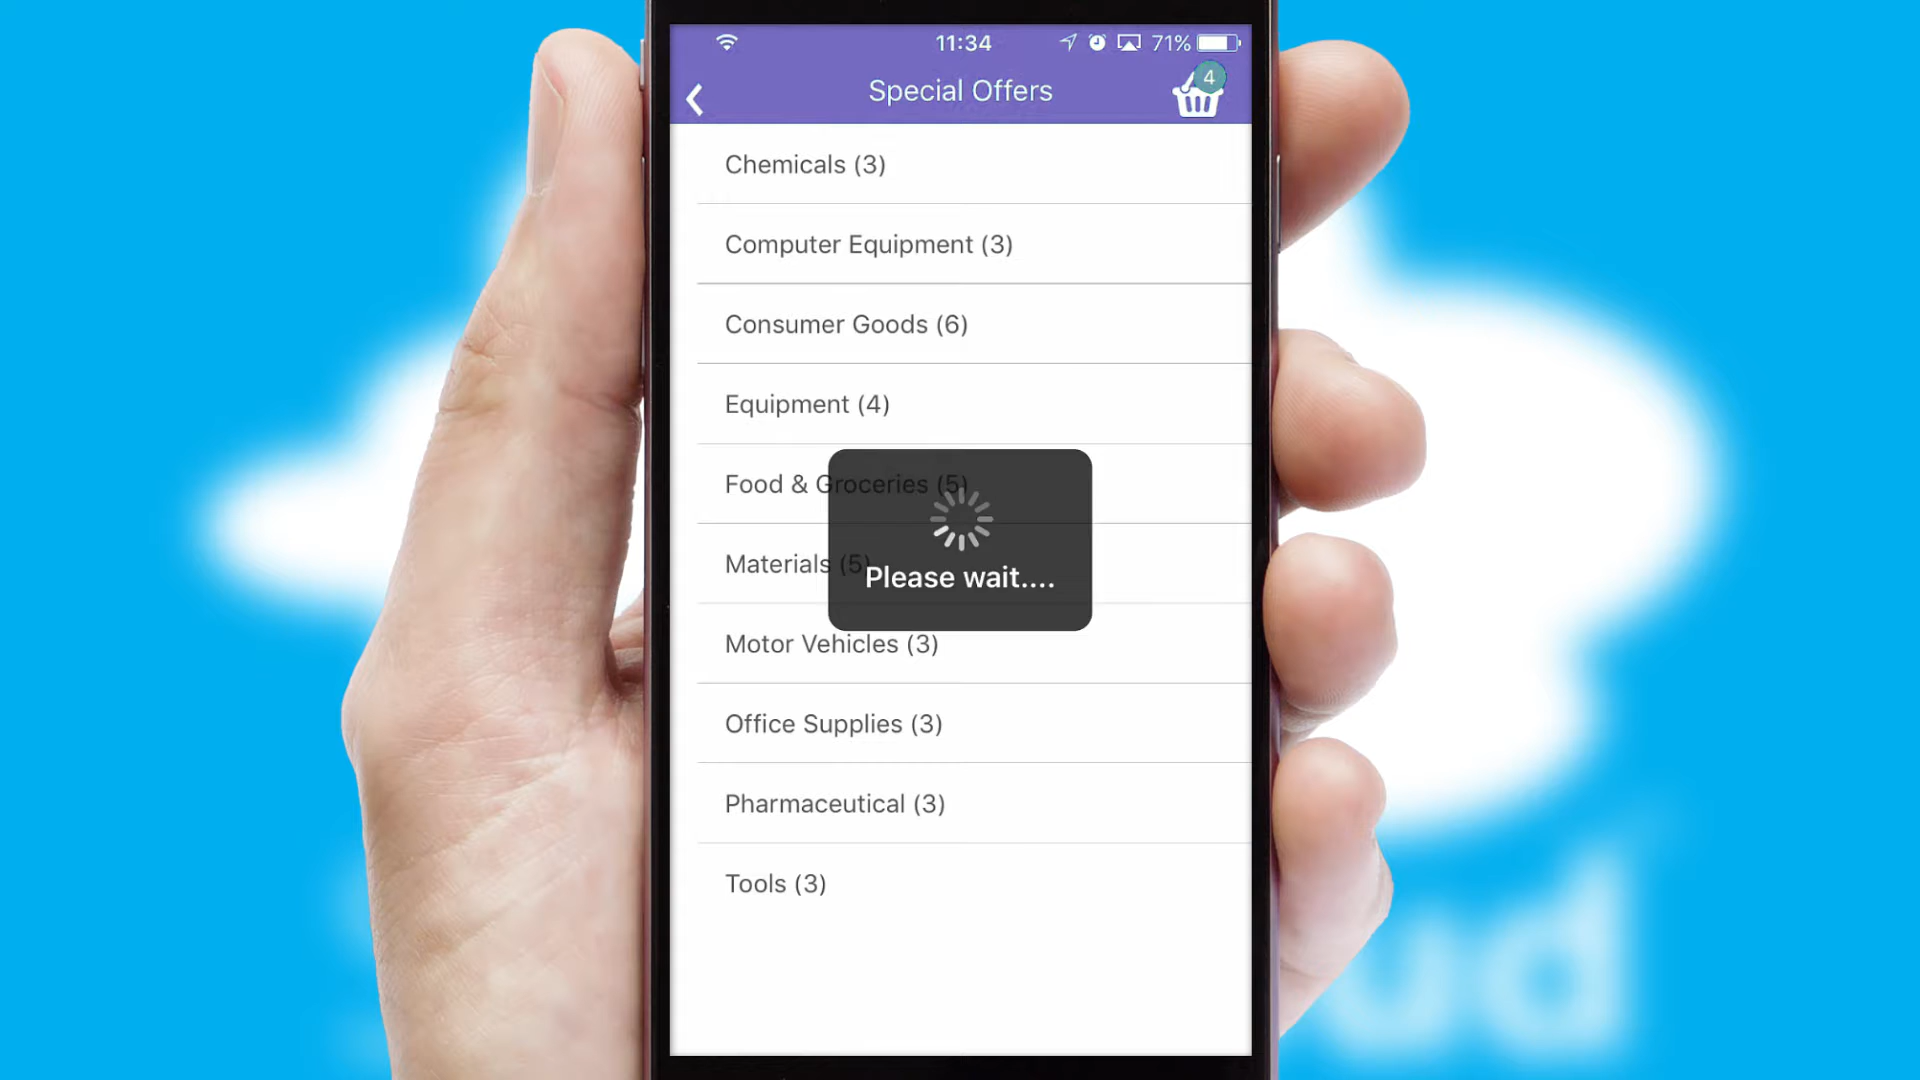 11:34
71%
Special Offers
4
Chemicals (3)
Computer Equipment (3)
Consumer Goods (6)
Equipment (4)
Food & Groceries (5)
Materials (5)
Please wait....
Motor Vehicles (3)
Office Supplies (3)
Pharmaceutical (3)
Tools (3)